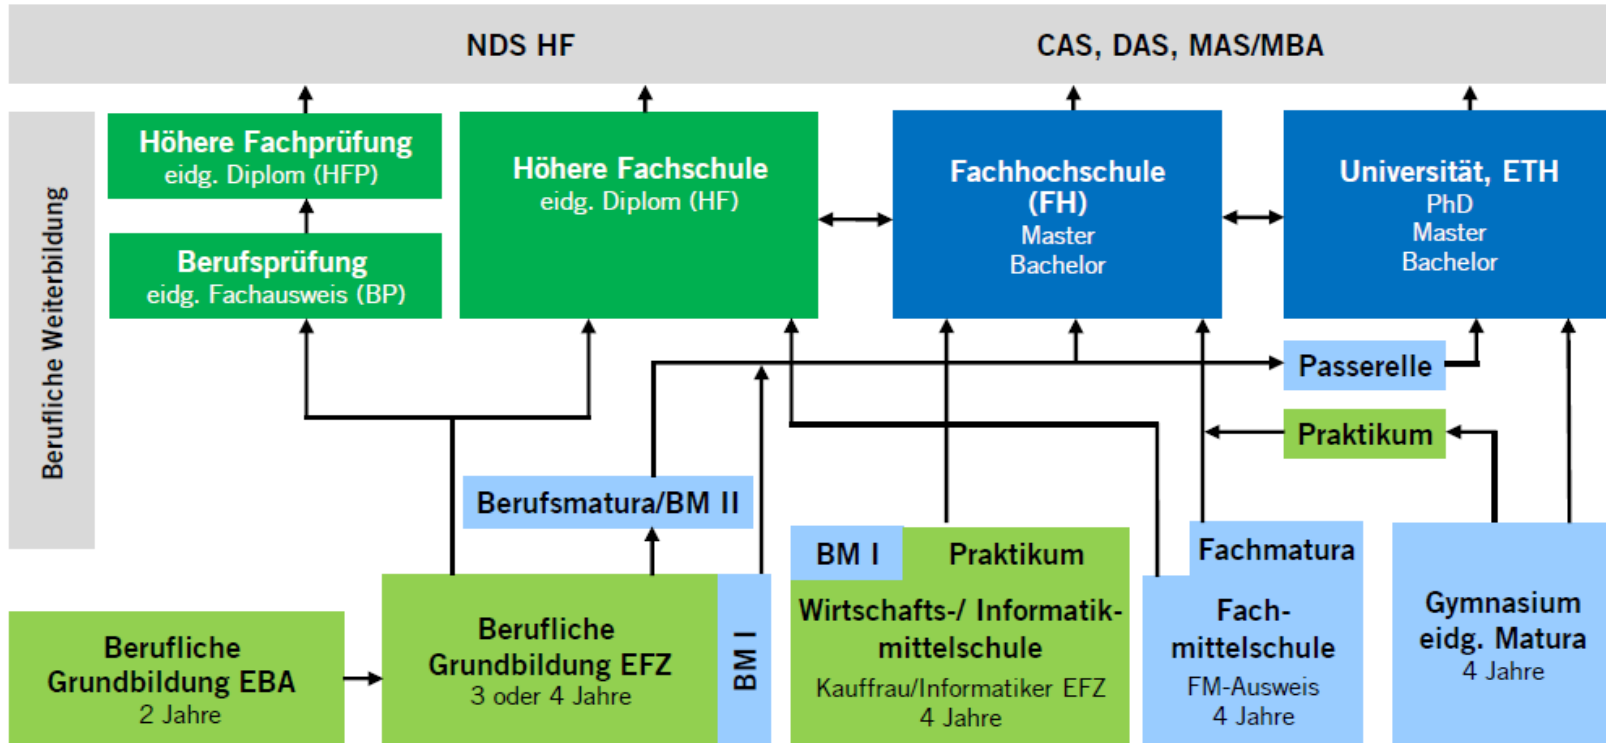 NDS HF
CAS, DAS, MAS/MBA
Berufliche Weiterbildung
Höhere Fachprüfung
eidg. Diplom (HFP)
Berufsprüfung
eidg. Fachausweis (BP)
Höhere Fachschule
eidg. Diplom (HF)
Fachhochschule
(FH)
Master
Bachelor
Universität, ETH
PhD
Master
Bachelor
Passerelle
Praktikum
Berufsmatura/BM II
Berufliche
Grundbildung EBA
2 Jahre
Berufliche
Grundbildung EFZ
3 oder 4 Jahre
BM I
BM I
Praktikum
Wirtschafts-/ Informatik-
mittelschule
Kauffrau/Informatiker EFZ
4 Jahre
Fachmatura
Fach-
mittelschule
FM-Ausweis
4 Jahre
Gymnasium
eidg. Matura
4 Jahre